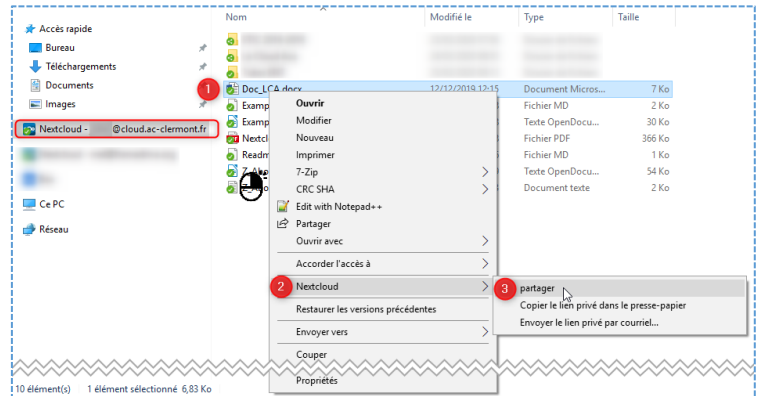 Nom Modifié le Type Taille
Accès rapide
Bureau
Téléchargements
Documents
Images
Nextcloud - @cloud.ac-clermont.fr
Ce PC
Réseau
1 Doc_LCA.docx 12/12/2019 12:15 Document Micros... 7 Ko
Examp Fichier MD 2 Ko
Examp Texte OpenDocu... 30 Ko
Nextcl Fichier PDF 366 Ko
Readm Fichier MD 1 Ko
Texte OpenDocu... 54 Ko
Document texte 2 Ko
Ouvrir
Modifier
Nouveau
Imprimer
7-Zip
CRC SHA
Edit with Notepad++
Partager
Ouvrir avec
Accorder l'accès à
2 Nextcloud
Restaurer les versions précédentes
Envoyer vers
Couper
Propriétés
3 partager
Copier le lien privé dans le presse-papier
Envoyer le lien privé par courriel...
10 élément(s) 1 élément sélectionné 6,83 Ko